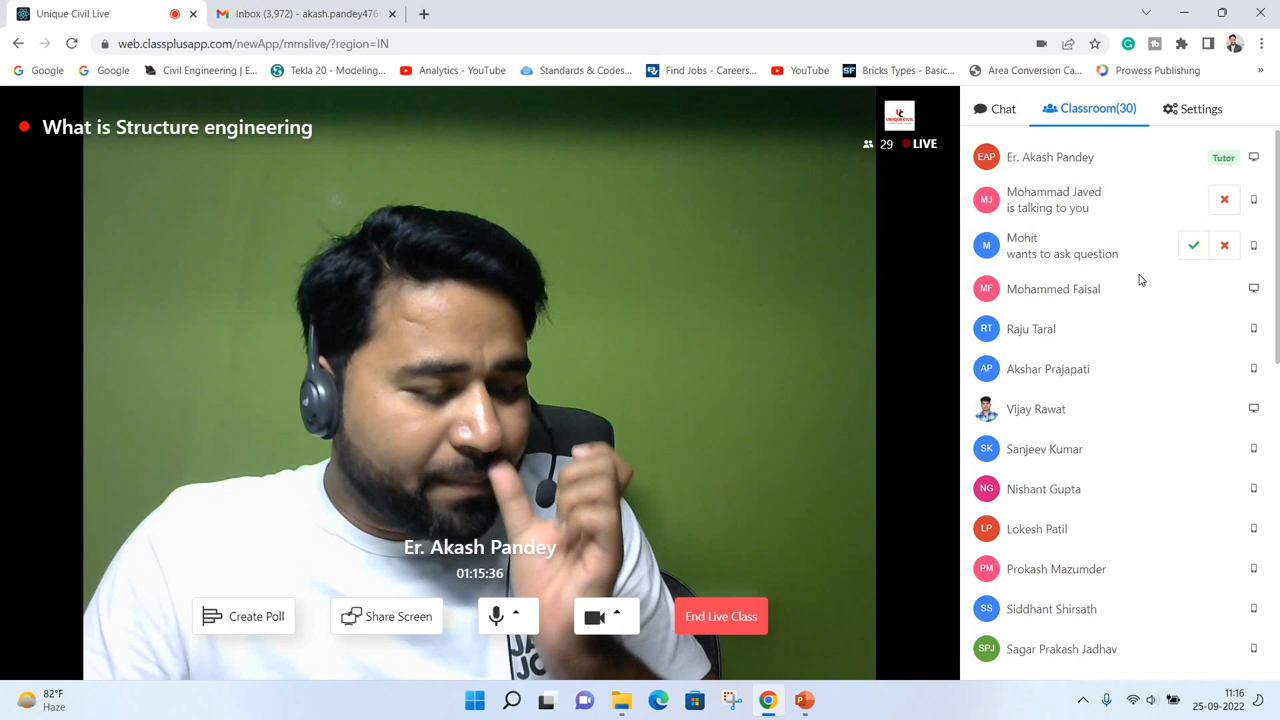 Unique Civil Live
Inbox (3,972) - akash.pandey476
web.classplusapp.com/newApp/mmslive/?region=IN
Google
Google
Civil Engineering | E...
Tekla 20 - Modeling...
Analytics - YouTube
Standards & Codes...
Find Jobs - Careers...
YouTube
Bricks Types - Basic...
Area Conversion Ca...
Prowess Publishing
»
What is Structure engineering
UNIQUE CIVIL
29 LIVE
Chat
Classroom(30)
Settings
EAP Er. Akash Pandey Tutor
MJ Mohammad Javed
is talking to you
M Mohit
wants to ask question
MF Mohammed Faisal
RT Raju Taral
AP Akshar Prajapati
Vijay Rawat
SK Sanjeev Kumar
NG Nishant Gupta
LP Lokesh Patil
PM Prokash Mazumder
SS Siddhant Shirsath
SPJ Sagar Prakash Jadhav
Er. Akash Pandey
01:15:36
Create Poll
Share Screen
End Live Class
82°F
Haze
11:16
25-09-2022